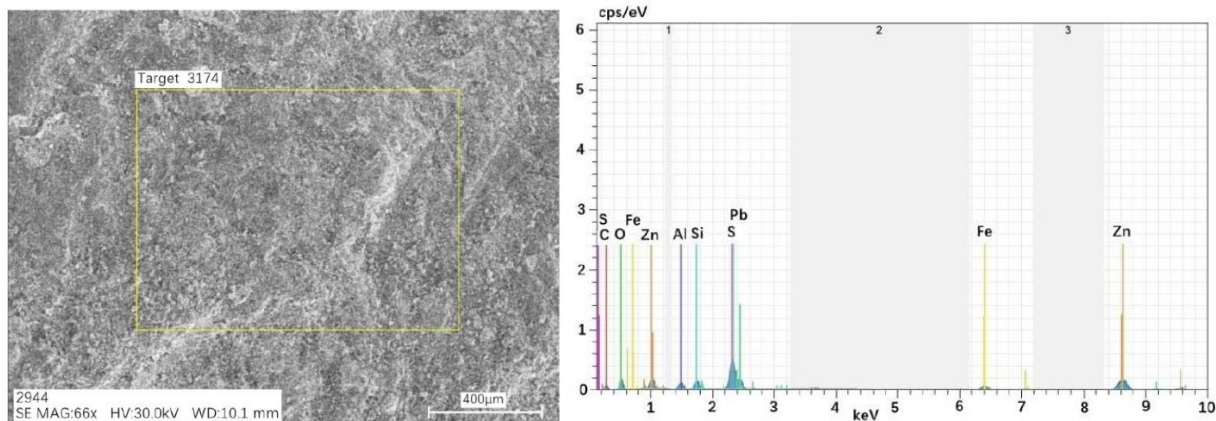 Target 3174
2944
SE MAG:66x HV:30.0kV WD:10.1 mm
400μm
cps/eV
1 2 3
6
5
4
3
2
1
0
S Fe Pb
C O Zn Al Si S Fe Zn
1 2 3 4 5 6 7 8 9 10
keV